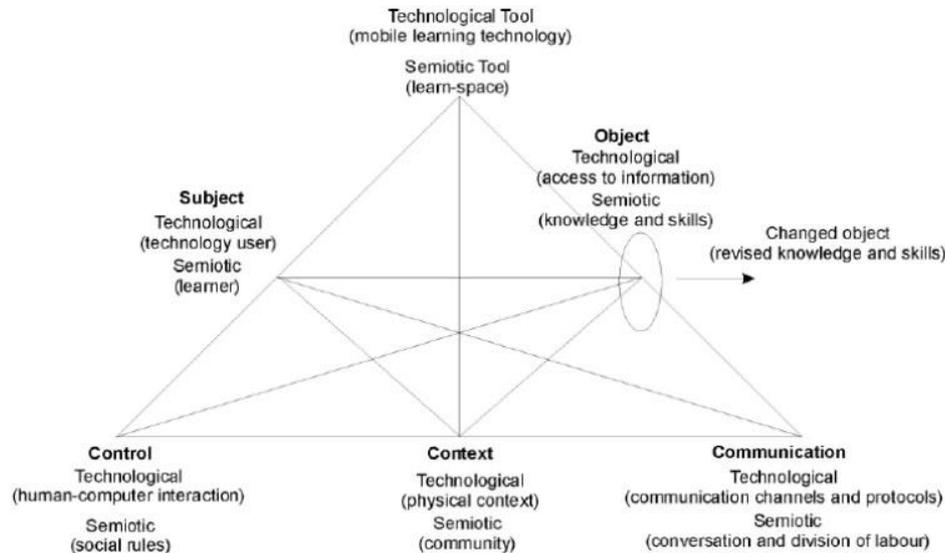 Technological Tool
(mobile learning technology)
Semiotic Tool
(learn-space)
Object
Technological
(access to information)
Semiotic
(knowledge and skills)
Subject
Technological
(technology user)
Semiotic
(learner)
Changed object
(revised knowledge and skills)
Control
Technological
(human-computer interaction)
Semiotic
(social rules)
Context
Technological
(physical context)
Semiotic
(community)
Communication
Technological
(communication channels and protocols)
Semiotic
(conversation and division of labour)